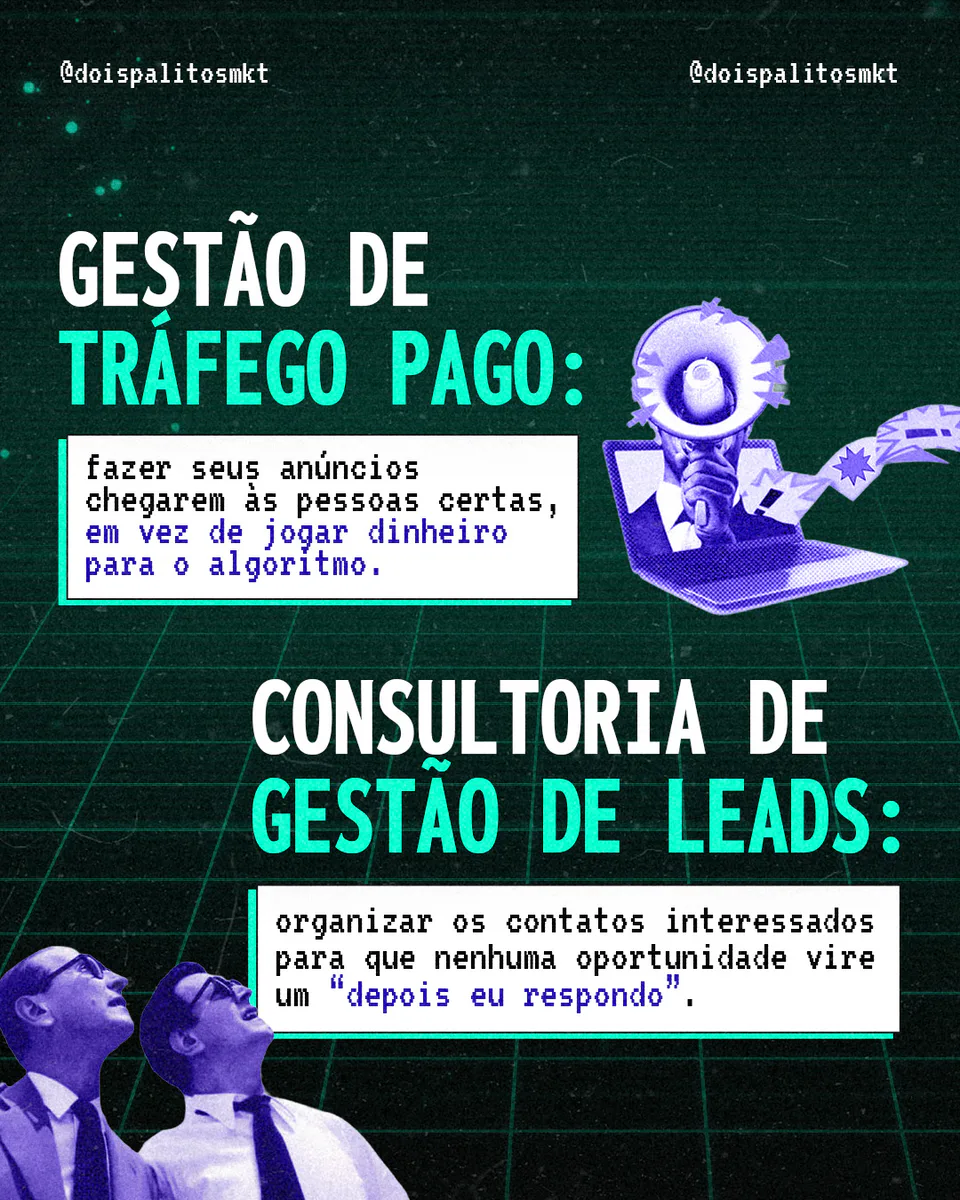 @doispalitosmkt @doispalitosmkt
GESTÃO DE
TRÁFEGO PAGO:
fazer seus anúncios
chegarem às pessoas certas,
em vez de jogar dinheiro
para o algoritmo.
CONSULTORIA DE
GESTÃO DE LEADS:
organizar os contatos interessados
para que nenhuma oportunidade vire
um “depois eu respondo”.